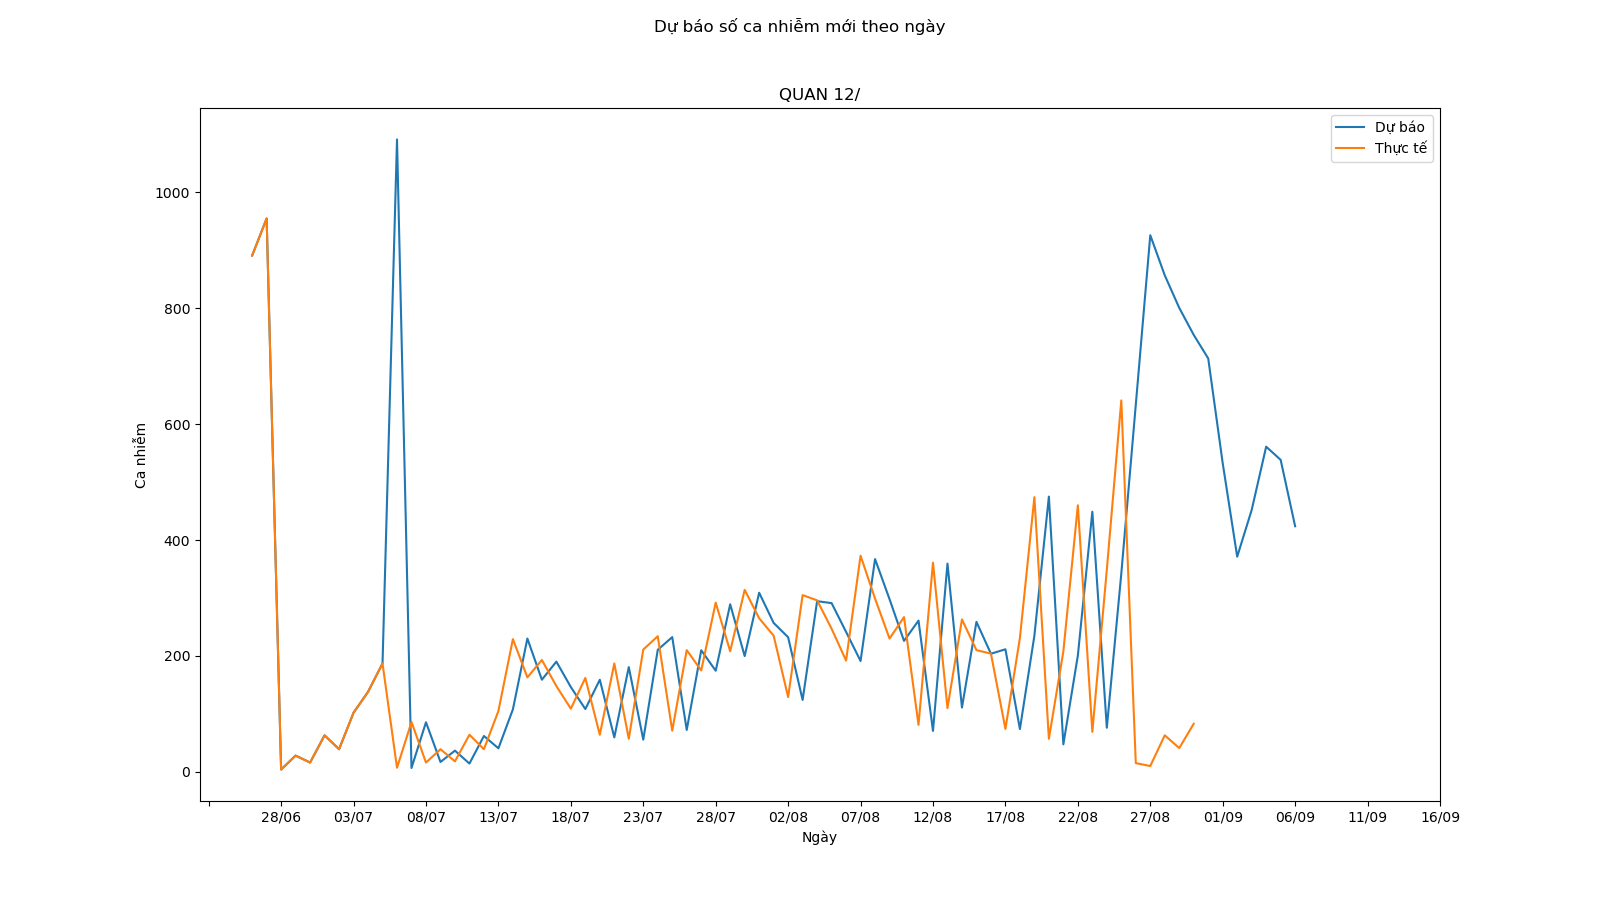 Dự báo số ca nhiễm mới theo ngày
QUAN 12/
Dự báo
Thực tế
1000
800
600
400
200
0
Ca nhiễm
28/06 03/07 08/07 13/07 18/07 23/07 28/07 02/08 07/08 12/08 17/08 22/08 27/08 01/09 06/09 11/09 16/09
Ngày